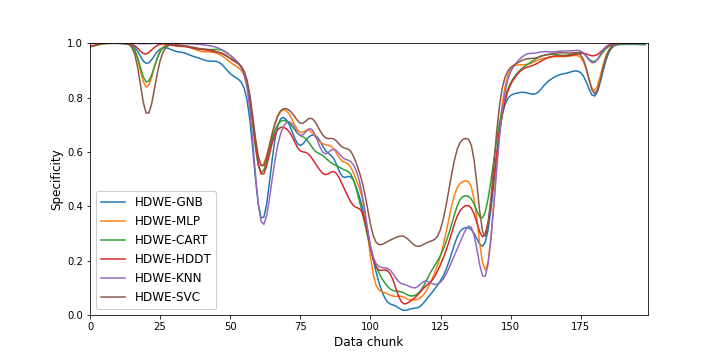 1.0
0.8
0.6
0.4
0.2
0.0
Specificity
HDWE-GNB
HDWE-MLP
HDWE-CART
HDWE-HDDT
HDWE-KNN
HDWE-SVC
0 25 50 75 100 125 150 175
Data chunk